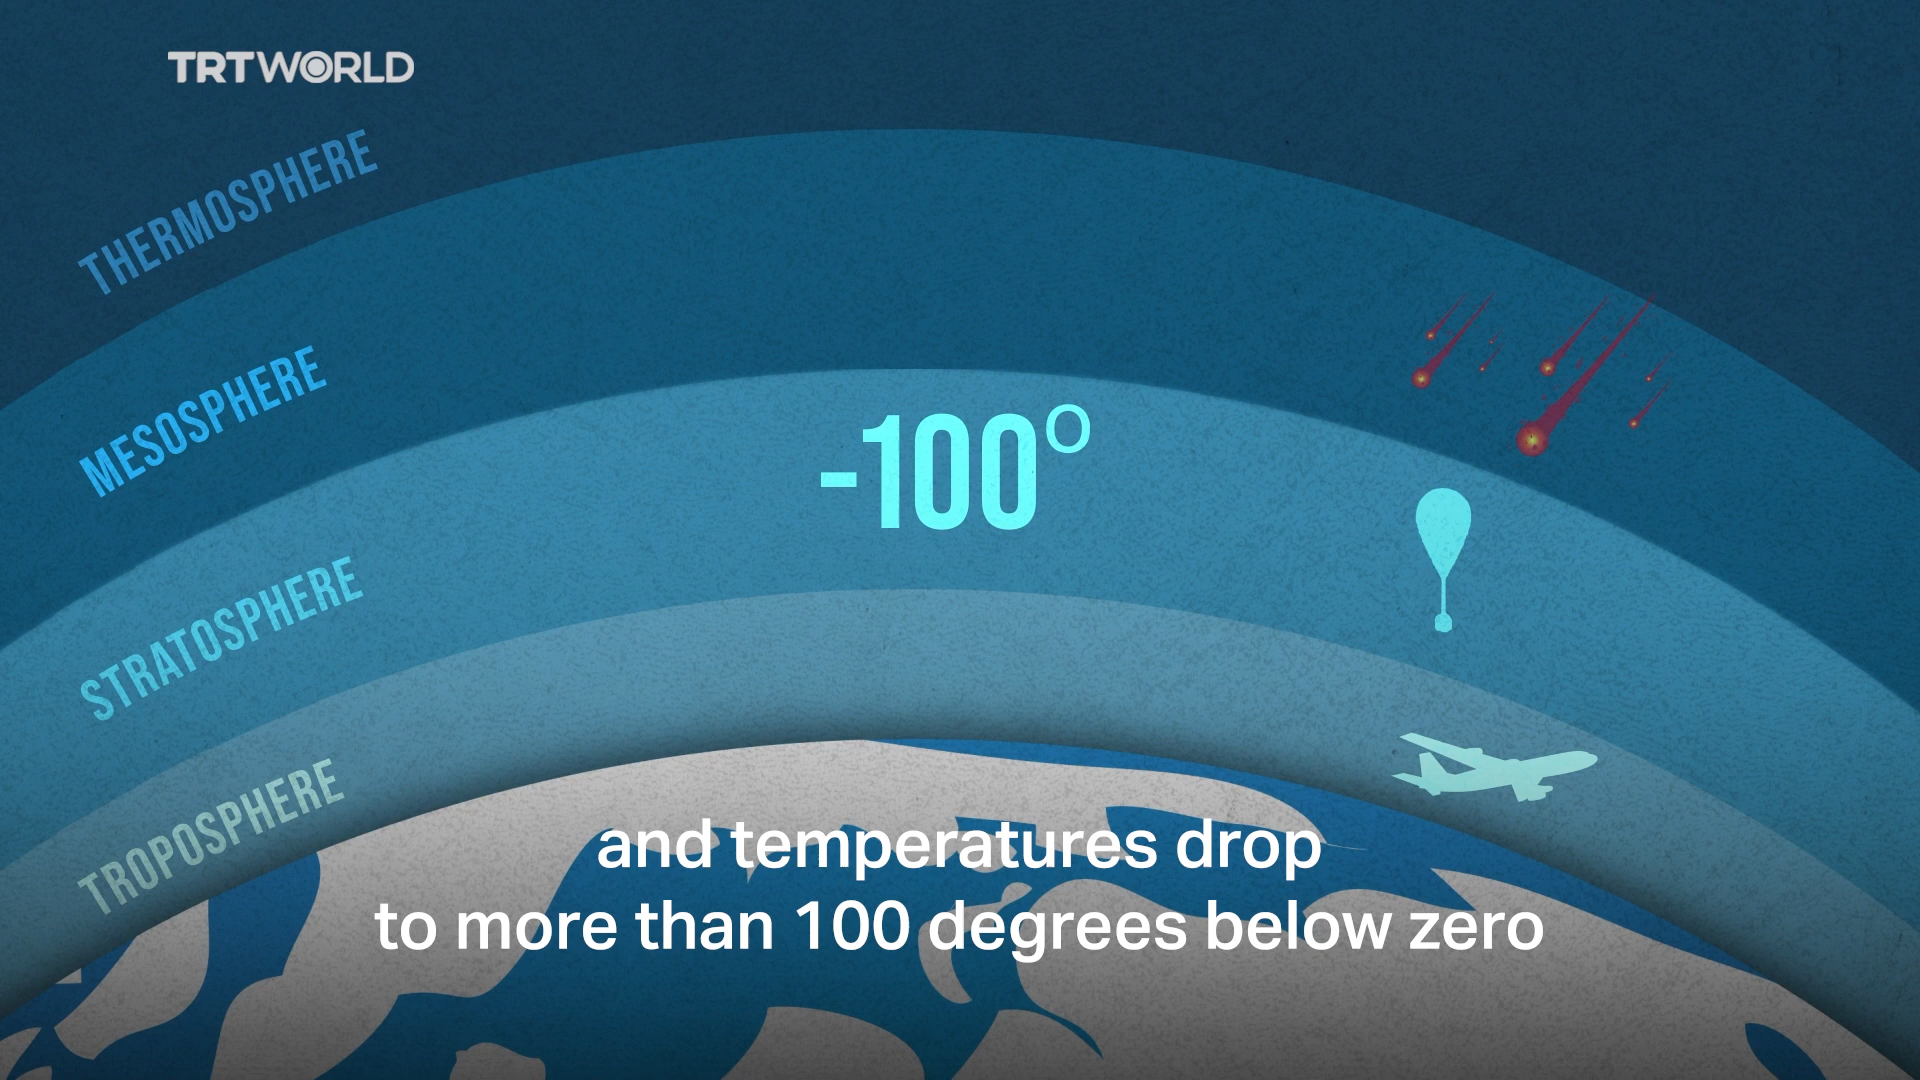 TRTWORLD
THERMOSPHERE
MESOSPHERE
-100°
STRATOSPHERE
TROPOSPHERE
and temperatures drop
to more than 100 degrees below zero